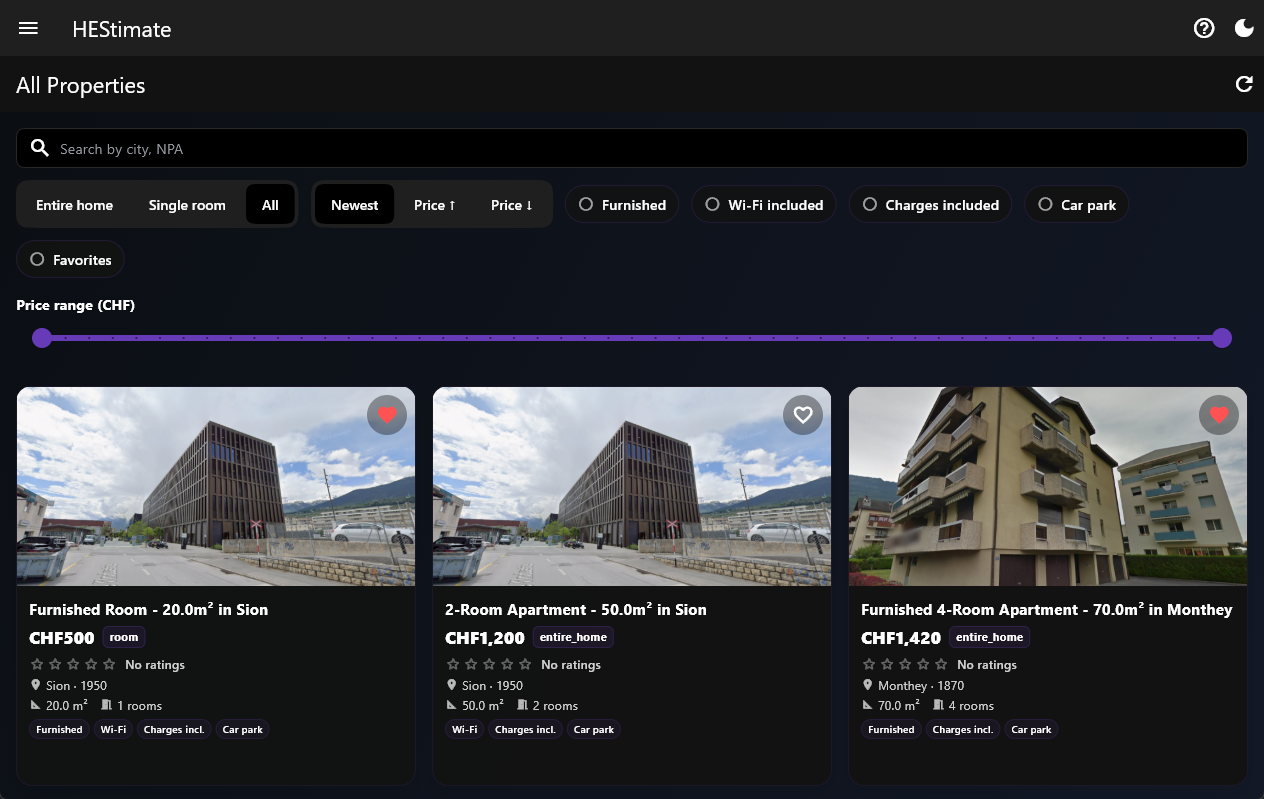 HEStimate
All Properties
Search by city, NPA
Entire home Single room All Newest Price ↑ Price ↓ Furnished Wi-Fi included Charges included Car park
Favorites
Price range (CHF)
Furnished Room - 20.0m² in Sion
CHF500 room
No ratings
Sion · 1950
20.0 m² 1 rooms
Furnished Wi-Fi Charges incl. Car park
2-Room Apartment - 50.0m² in Sion
CHF1,200 entire_home
No ratings
Sion · 1950
50.0 m² 2 rooms
Wi-Fi Charges incl. Car park
Furnished 4-Room Apartment - 70.0m² in Monthey
CHF1,420 entire_home
No ratings
Monthey · 1870
70.0 m² 4 rooms
Furnished Charges incl. Car park